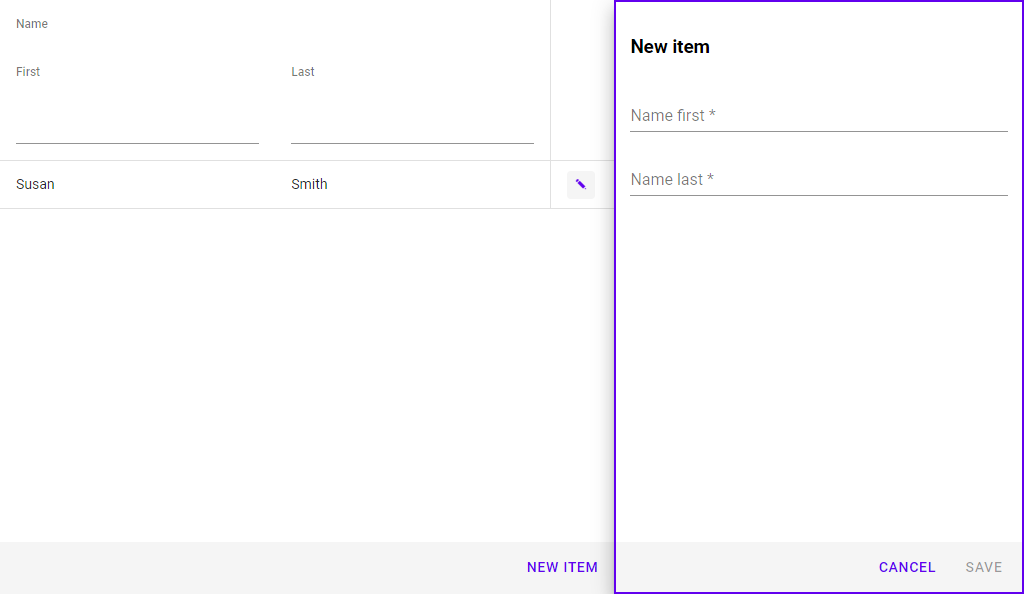 Name
First
Last
Susan
Smith
NEW ITEM
New item
Name first *
Name last *
CANCEL
SAVE